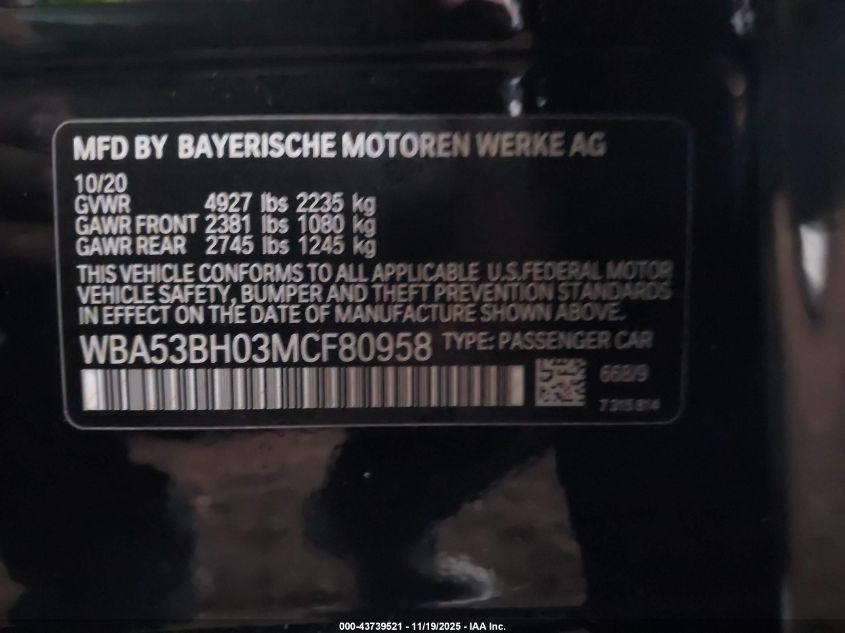 MFD BY BAYERISCHE MOTOREN WERKE AG
10/20
GVWR 4927 lbs 2235 kg
GAWR FRONT 2381 lbs 1080 kg
GAWR REAR 2745 lbs 1245 kg
THIS VEHICLE CONFORMS TO ALL APPLICABLE U.S.FEDERAL MOTOR
VEHICLE SAFETY, BUMPER AND THEFT PREVENTION STANDARDS
IN EFFECT ON THE DATE OF MANUFACTURE SHOWN ABOVE.
WBA53BH03MCF80958 TYPE: PASSENGER CAR
668/9
7 315 814
000-43739521 - 11/19/2025 - IAA Inc.